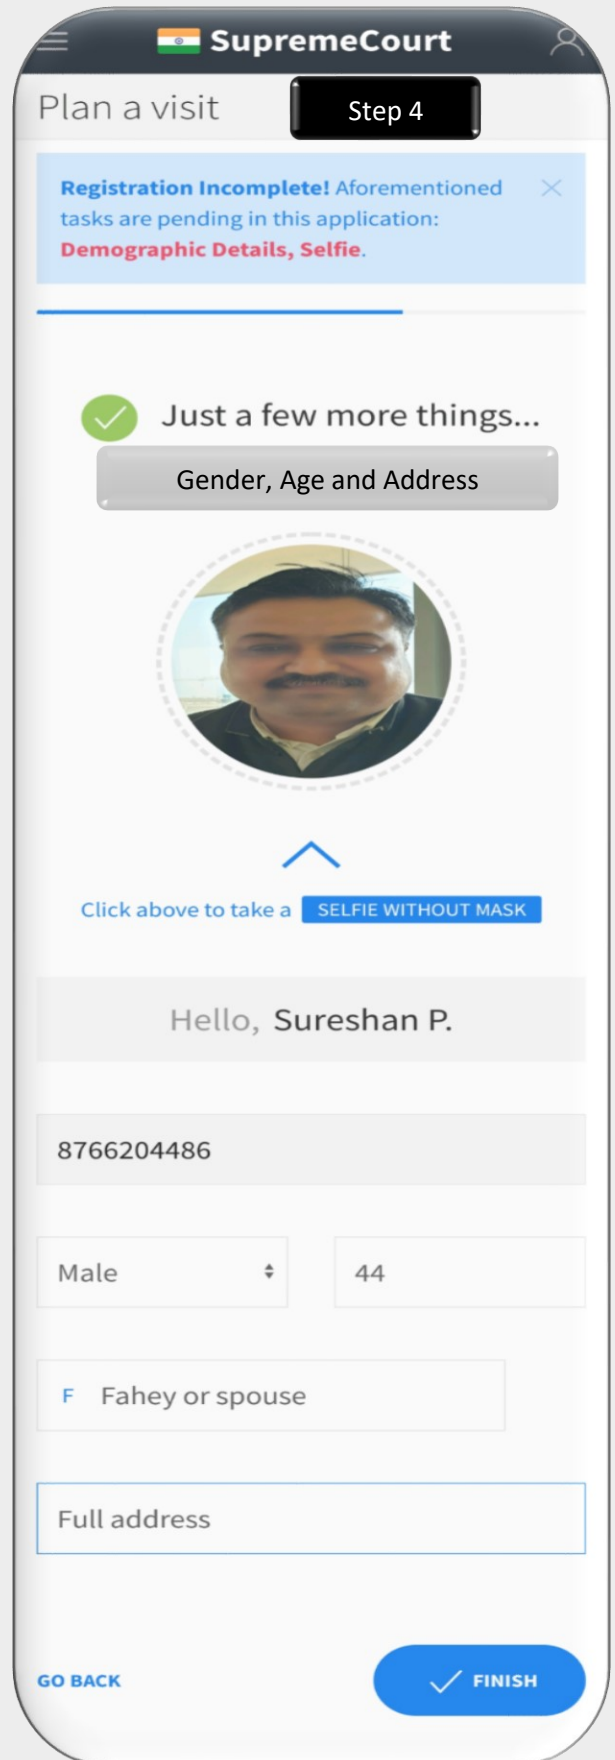 SupremeCourt
Plan a visit
Step 4
Registration Incomplete! Aforementioned
tasks are pending in this application:
Demographic Details, Selfie.
Just a few more things...
Gender, Age and Address
Click above to take a SELFIE WITHOUT MASK
Hello, Sureshan P.
8766204486
Male 44
F Fahey or spouse
Full address
GO BACK FINISH